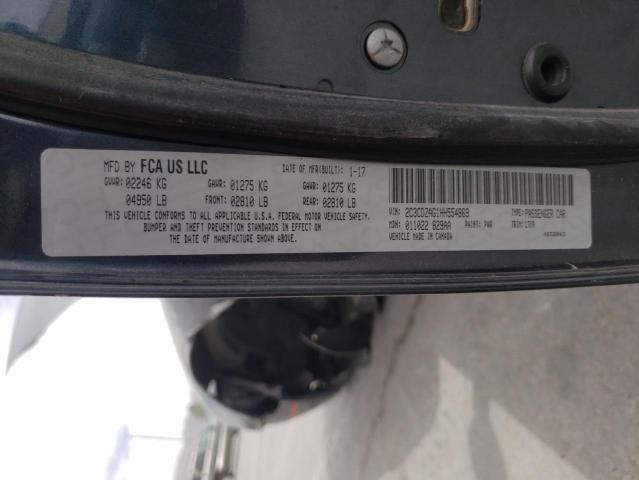 MFD BY FCA US LLC DATE OF MFR(BUILT): 1-17
GVWR: 02246 KG GAWR: 01275 KG GAWR: 01275 KG
04950 LB FRONT: 02810 LB REAR: 02810 LB
THIS VEHICLE CONFORMS TO ALL APPLICABLE U.S.A. FEDERAL MOTOR VEHICLE SAFETY,
BUMPER AND THEFT PREVENTION STANDARDS IN EFFECT ON
THE DATE OF MANUFACTURE SHOWN ABOVE.
VIN: 2C3CDZAG1HH554869 TYPE: PASSENGER CAR
MDH: 011022 829AA PAINT: PAR TRIM: LTX8
VEHICLE MADE IN CANADA